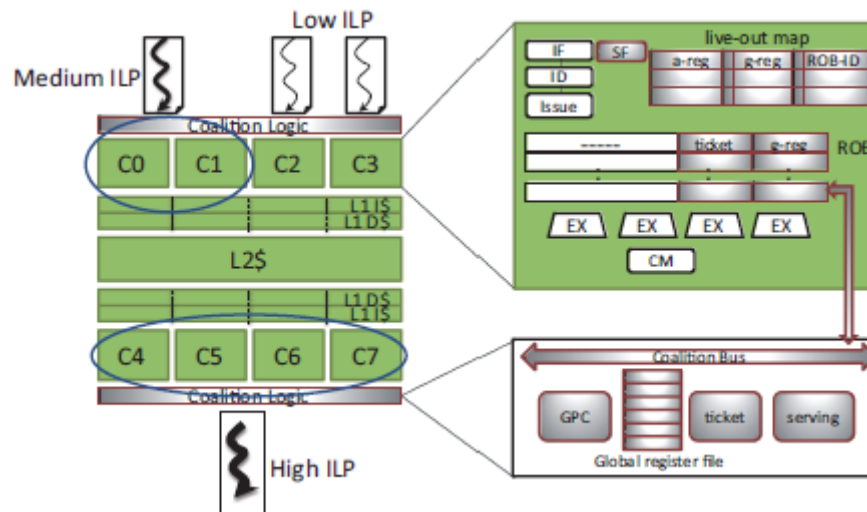 Low ILP
Medium ILP
Coalition Logic
C0 C1 C2 C3
L1 I$
L1 D$
L2$
L1 D$
L1 I$
C4 C5 C6 C7
Coalition Logic
High ILP
IF SF live-out map
a-reg g-reg ROB-ID
ID
Issue
----- ticket g-reg ROB
EX EX EX EX
CM
Coalition Bus
GPC ticket serving
Global register file